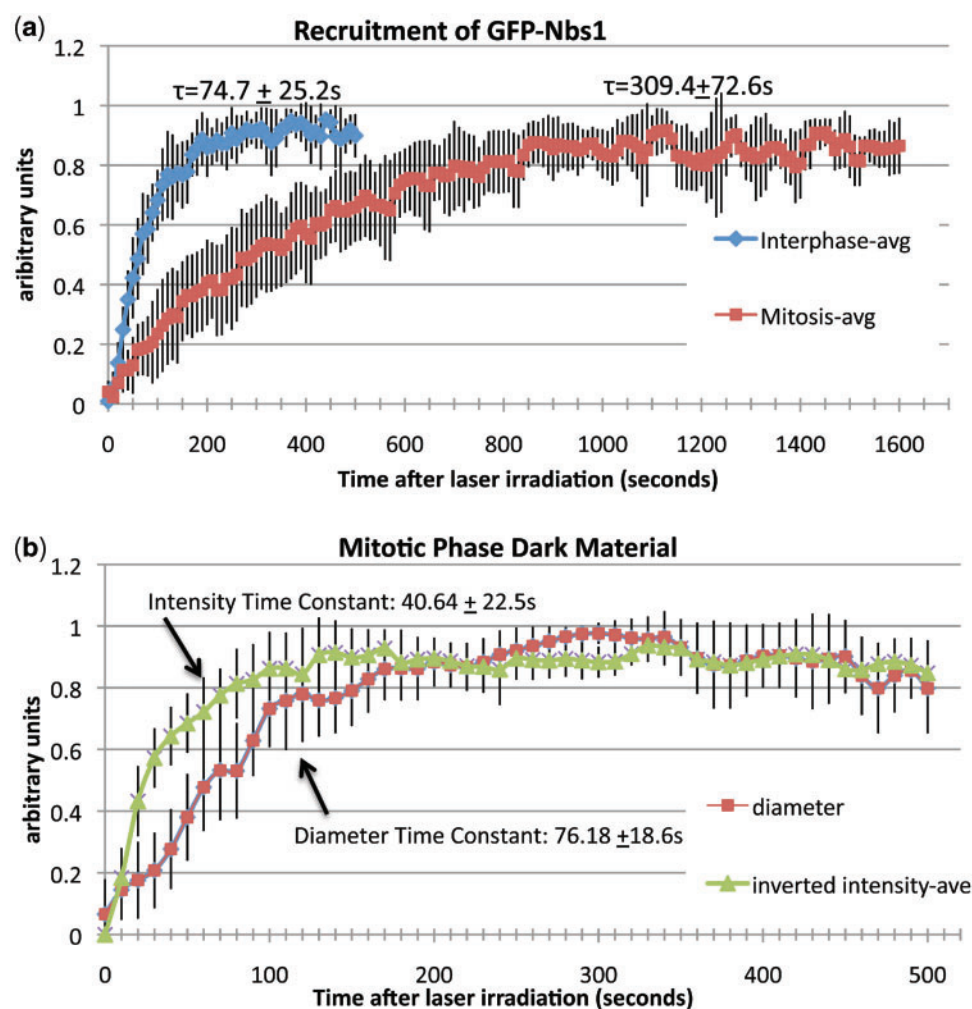 (a)
Recruitment of GFP-Nbs1
1.2
1
0.8
0.6
0.4
0.2
0
aribitrary units
τ=74.7 ± 25.2s
τ=309.4±72.6s
Interphase-avg
Mitosis-avg
0 200 400 600 800 1000 1200 1400 1600
Time after laser irradiation (seconds)
(b)
Mitotic Phase Dark Material
1.2
1
0.8
0.6
0.4
0.2
0
arbitrary units
Intensity Time Constant: 40.64 ± 22.5s
Diameter Time Constant: 76.18 ±18.6s
diameter
inverted intensity-ave
0 100 200 300 400 500
Time after laser irradiation (seconds)